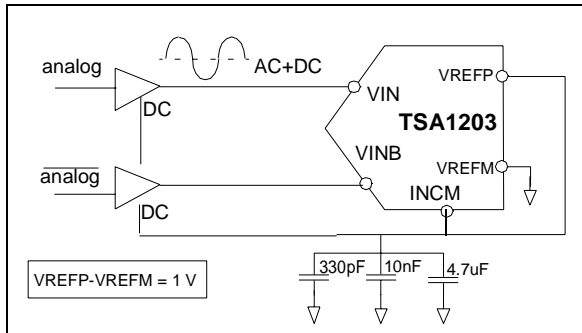 analog
AC+DC
VREFP
DC
VIN
TSA1203
analog
VINB
VREFM
DC
INCM
330pF
10nF
4.7uF
VREFP-VREFM = 1 V